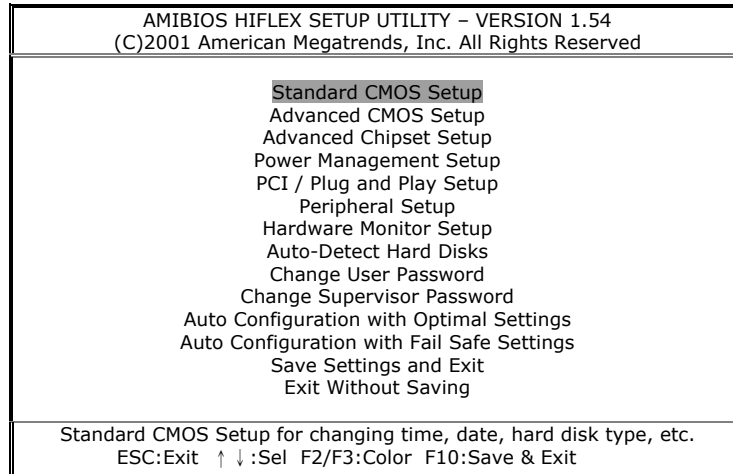 AMIBIOS HIFLEX SETUP UTILITY – VERSION 1.54
(C)2001 American Megatrends, Inc. All Rights Reserved
Standard CMOS Setup
Advanced CMOS Setup
Advanced Chipset Setup
Power Management Setup
PCI / Plug and Play Setup
Peripheral Setup
Hardware Monitor Setup
Auto-Detect Hard Disks
Change User Password
Change Supervisor Password
Auto Configuration with Optimal Settings
Auto Configuration with Fail Safe Settings
Save Settings and Exit
Exit Without Saving
Standard CMOS Setup for changing time, date, hard disk type, etc.
ESC:Exit ↑↓:Sel F2/F3:Color F10:Save & Exit